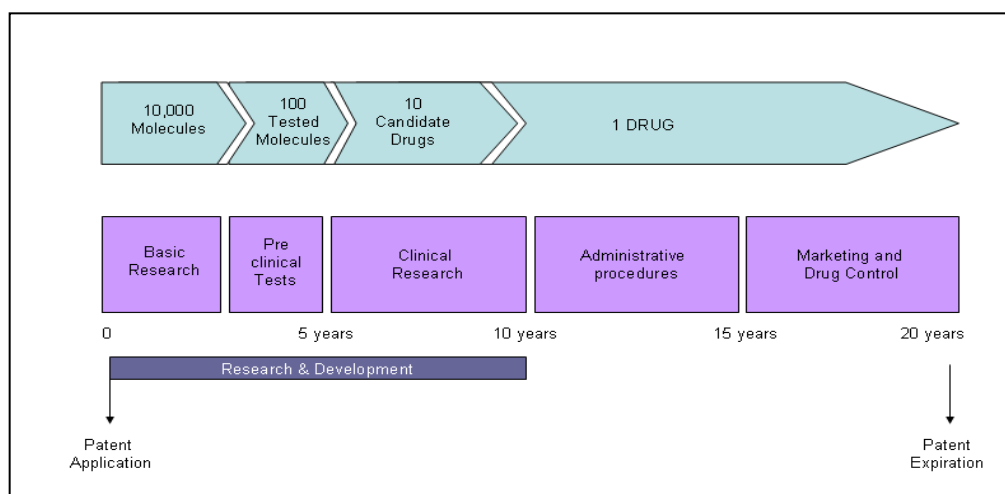 10,000
Molecules
100
Tested
Molecules
10
Candidate
Drugs
1 DRUG
Basic
Research
Pre
clinical
Tests
Clinical
Research
Administrative
procedures
Marketing and
Drug Control
0
5 years
10 years
15 years
20 years
Research & Development
Patent
Application
Patent
Expiration